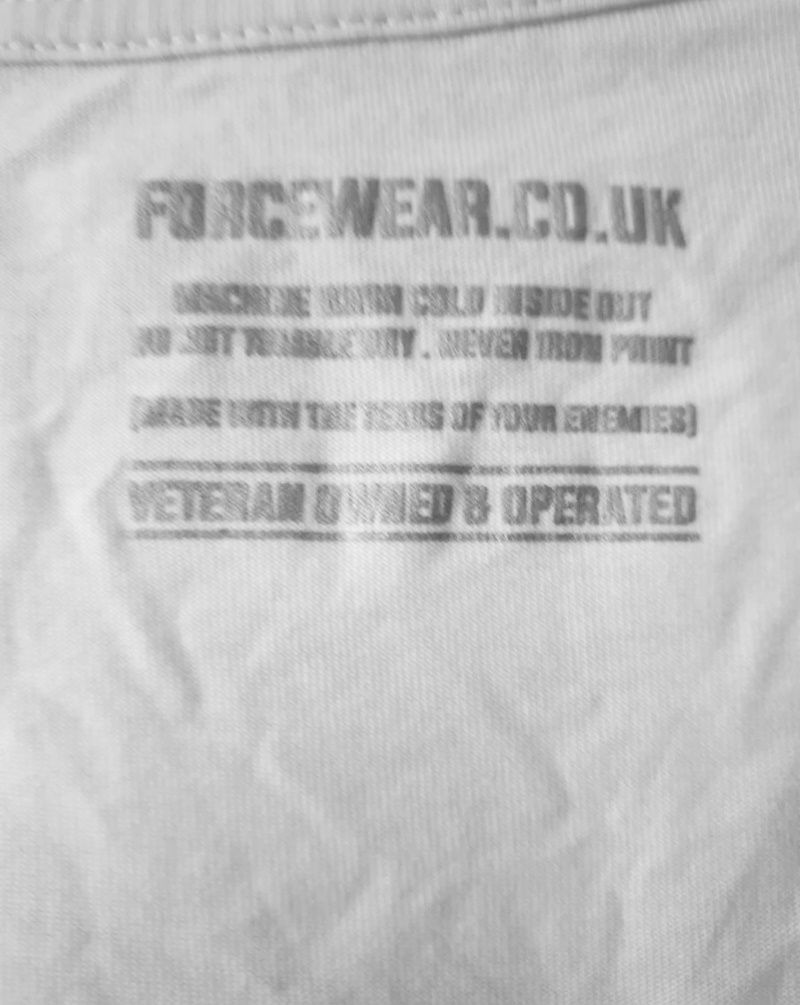 FORCEWEAR.CO.UK
MACHINE WASH COLD INSIDE OUT
DO NOT TUMBLE DRY . NEVER IRON PRINT
[MADE WITH THE TEARS OF YOUR ENEMIES]
VETERAN OWNED & OPERATED